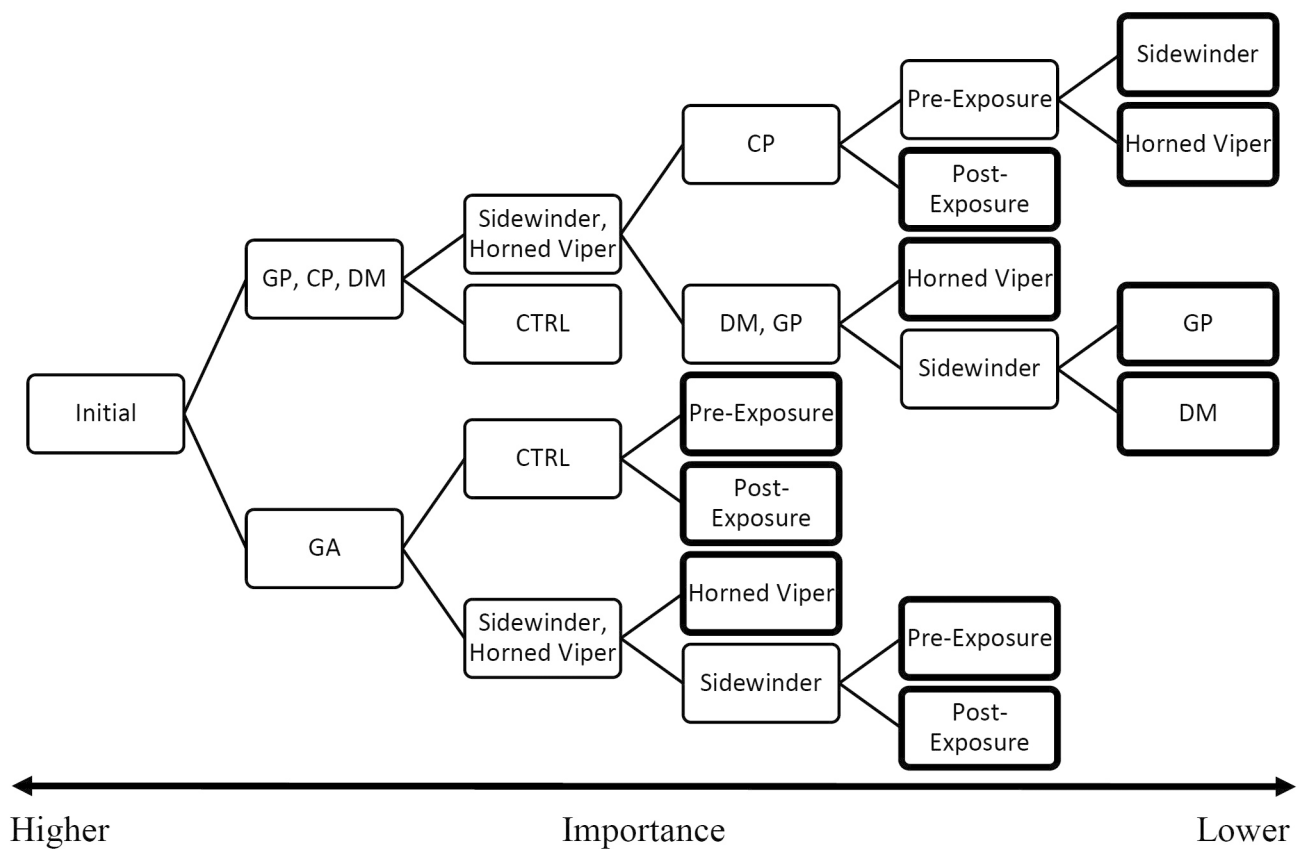 Sidewinder
Pre-Exposure
Horned Viper
CP
Post-
Exposure
Sidewinder,
Horned Viper
Horned Viper
GP, CP, DM
CTRL
DM, GP
GP
Sidewinder
Initial
Pre-Exposure
DM
CTRL
Post-
Exposure
GA
Horned Viper
Sidewinder,
Horned Viper
Pre-Exposure
Sidewinder
Post-
Exposure
Higher
Importance
Lower